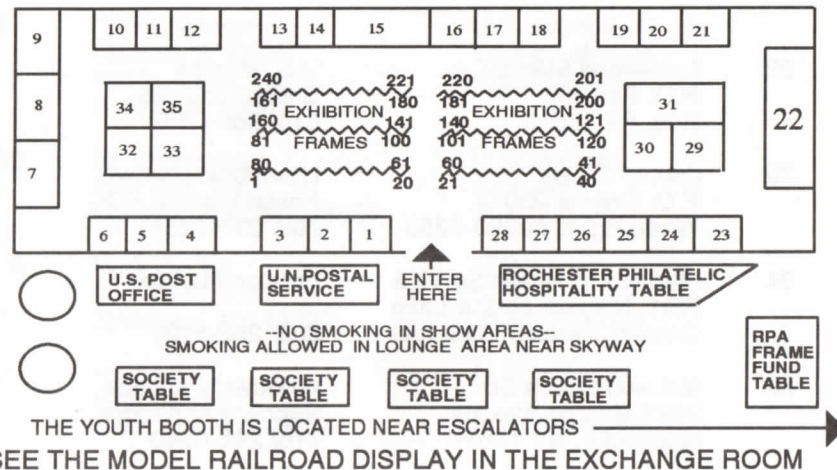 9 10 11 12 13 14 15 16 17 18 19 20 21
240 221 220 201
161 EXHIBITION 180 181 EXHIBITION 200
8 34 35 31 22
160 141 140 121
81 FRAMES 100 101 FRAMES 120
32 33 30 29
7
80 61 60 41
1 20 21 40
6 5 4 3 2 1 28 27 26 25 24 23
U.S. POST
OFFICE
U.N.POSTAL
SERVICE
ENTER
HERE
ROCHESTER PHILATELIC
HOSPITALITY TABLE
--NO SMOKING IN SHOW AREAS--
SMOKING ALLOWED IN LOUNGE AREA NEAR SKYWAY
RPA
FRAME
FUND
TABLE
SOCIETY
TABLE
SOCIETY
TABLE
SOCIETY
TABLE
SOCIETY
TABLE
THE YOUTH BOOTH IS LOCATED NEAR ESCALATORS
SEE THE MODEL RAILROAD DISPLAY IN THE EXCHANGE ROOM